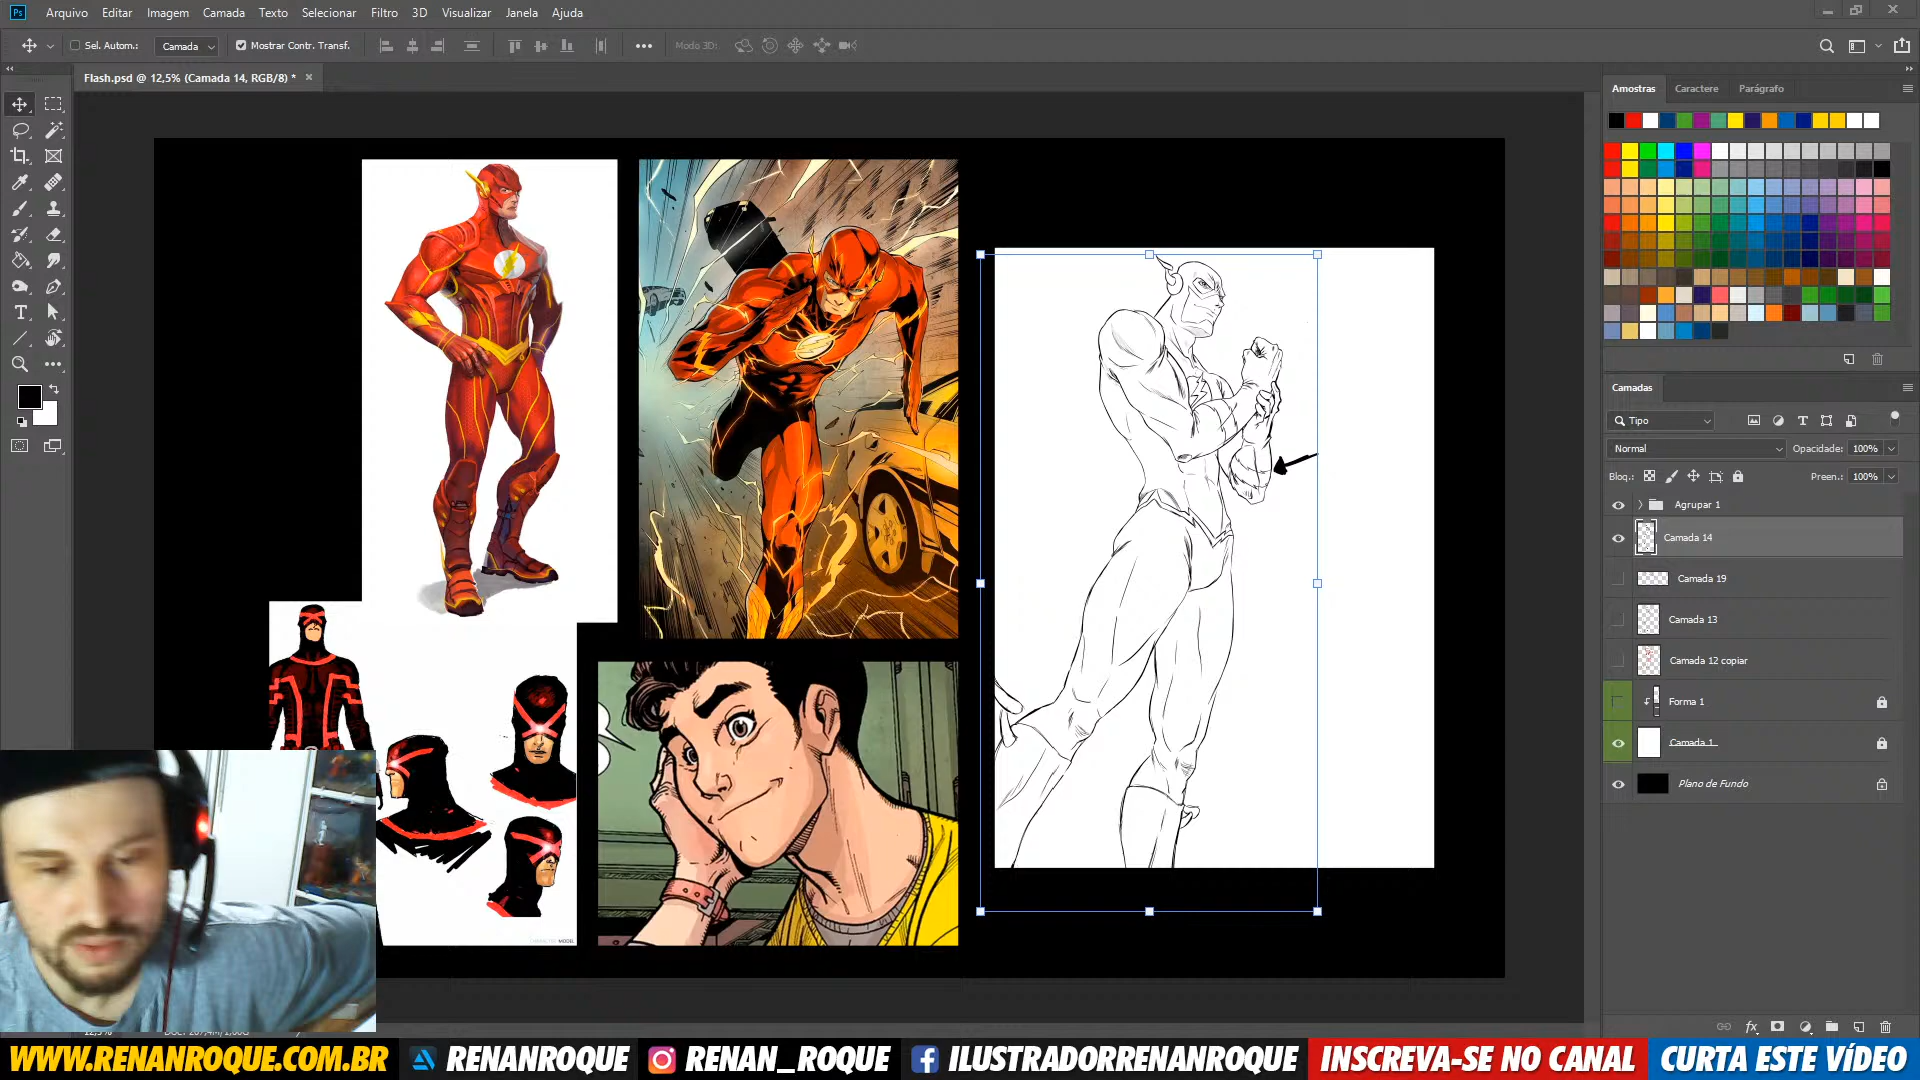 Ps Arquivo Editar Imagem Camada Texto Selecionar Filtro 3D Visualizar Janela Ajuda
Sel. Autom.: Camada Mostrar Contr. Transf. Modo 3D:
Flash.psd @ 12,5% (Camada 14, RGB/8) *
Amostras Caractere Parágrafo
Camadas
Tipo
Normal Opacidade: 100%
Bloq.: Preen.: 100%
Agrupar 1
Camada 14
Camada 19
Camada 13
Camada 12 copiar
Forma 1
Camada 1
Plano de Fundo
WWW.RENANROQUE.COM.BR RENANROQUE RENAN_ROQUE ILUSTRADORRENANROQUE INSCREVA-SE NO CANAL CURTA ESTE VÍDEO